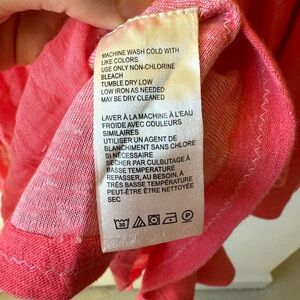 MACHINE WASH COLD WITH
LIKE COLORS
USE ONLY NON-CHLORINE
BLEACH
TUMBLE DRY LOW
LOW IRON AS NEEDED
MAY BE DRY CLEANED
LAVER À LA MACHINE À L'EAU
FROIDE AVEC COULEURS
SIMILAIRES
UTILISER UN AGENT DE
BLANCHIMENT SANS CHLORE
SI NÉCESSAIRE
SÉCHER PAR CULBUTAGE À
BASSE TEMPERATURE
REPASSER, AU BESOIN, À
TRÈS BASSE TEMPÉRATURE
PEUT-ÊTRE ÊTRE NETTOYÉE
SEC
30 P